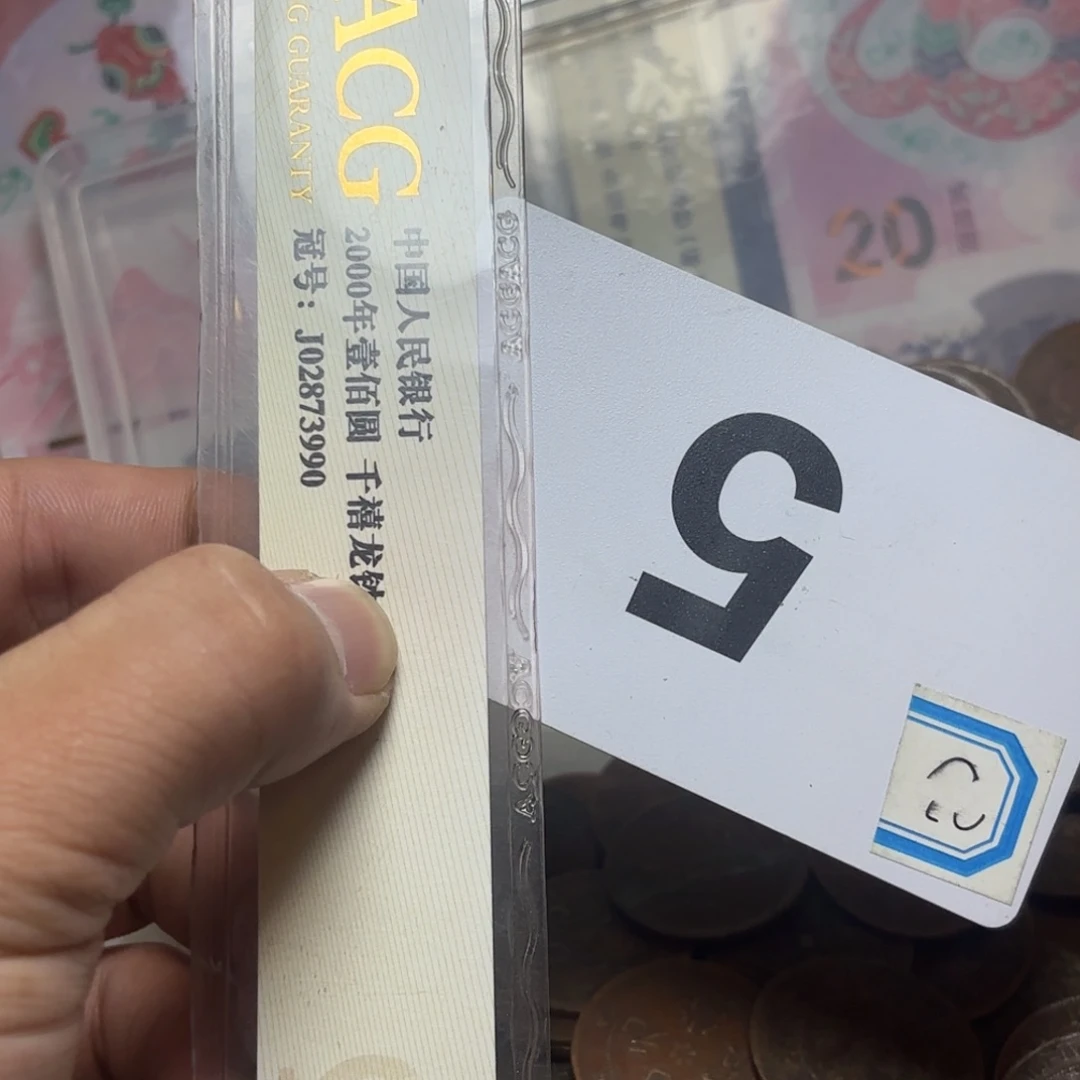 ACG
G GUARANTY
中国人民银行
2000年壹佰圆 千禧龙钞
冠号：J02873990
5
20